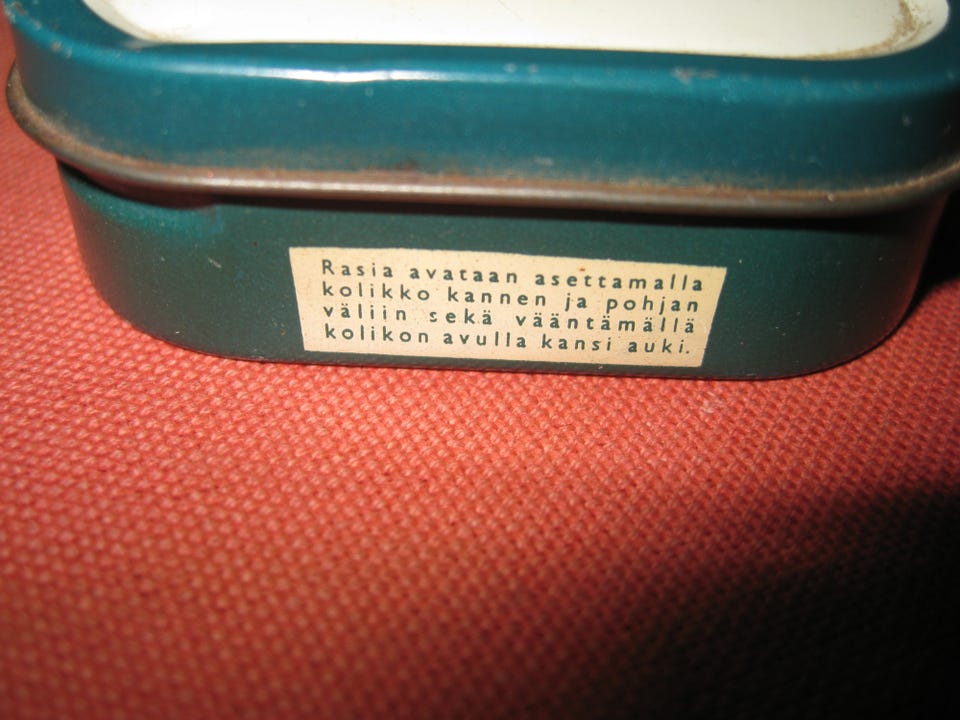 Rasia avataan asettamalla
kolikko kannen ja pohjan
väliin sekä vääntämällä
kolikon avulla kansi auki.